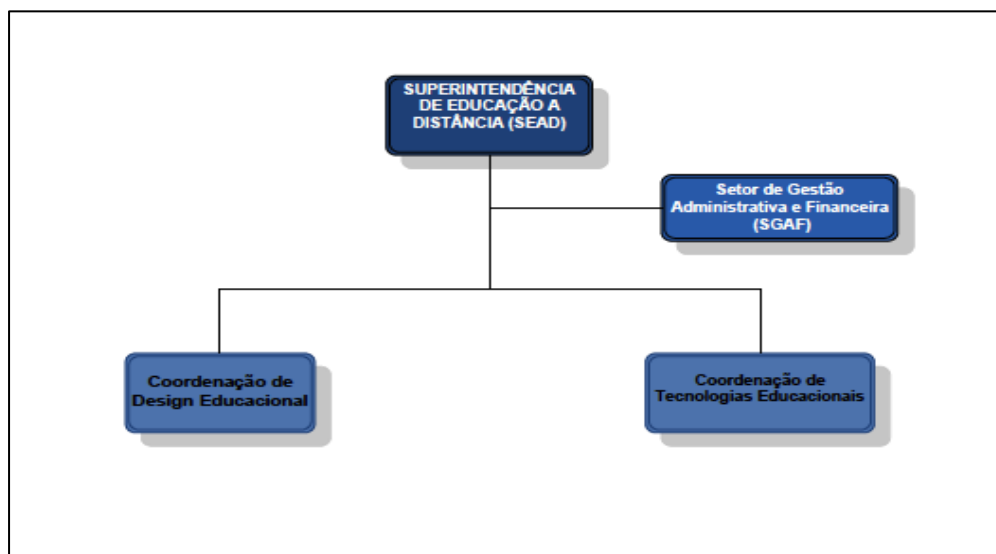 SUPERINTENDÊNCIA
DE EDUCAÇÃO A
DISTÂNCIA (SEAD)
Setor de Gestão
Administrativa e Financeira
(SGAF)
Coordenação de
Design Educacional
Coordenação de
Tecnologias Educacionais